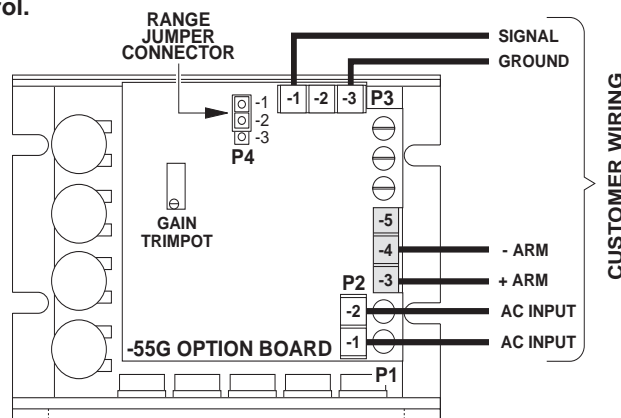 rol.
RANGE
JUMPER
CONNECTOR
SIGNAL
GROUND
-1 -2 -3 P3
-1
-2
-3
P4
GAIN
TRIMPOT
-5
-4
-3
- ARM
+ ARM
P2
-2
-1
AC INPUT
AC INPUT
-55G OPTION BOARD
P1
CUSTOMER WIRING